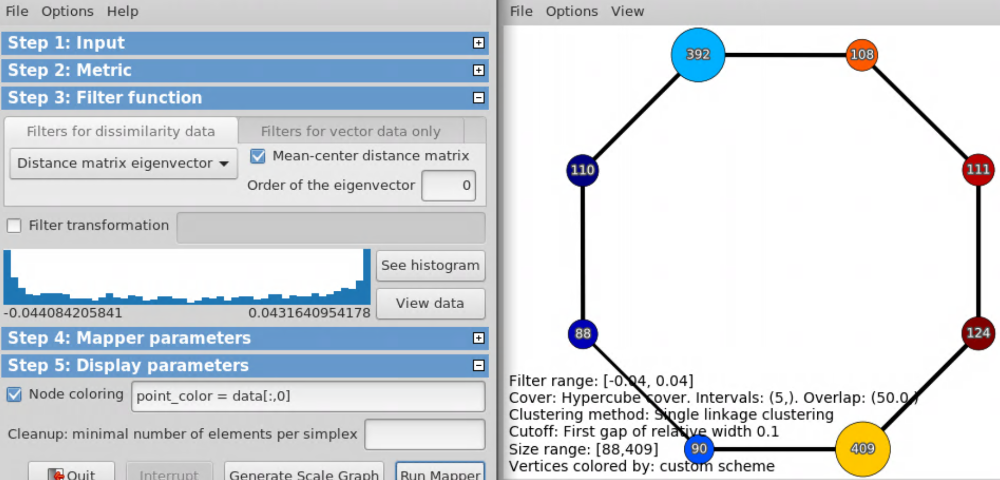 File Options Help
Step 1: Input
Step 2: Metric
Step 3: Filter function
Filters for dissimilarity data
Filters for vector data only
Distance matrix eigenvector
Mean-center distance matrix
Order of the eigenvector 0
Filter transformation
See histogram
View data
-0.044084205841
0.0431640954178
Step 4: Mapper parameters
Step 5: Display parameters
Node coloring
point_color = data[:,0]
Cleanup: minimal number of elements per simplex
Quit
Interrupt
Generate Scale Graph
Run Mapper
File Options View
392
108
110
111
88
124
Filter range: [-0.04, 0.04]
Cover: Hypercube cover. Intervals: (5,). Overlap: (50.0,)
Clustering method: Single linkage clustering
Cutoff: First gap of relative width 0.1
Size range: [88,409]
90
409
Vertices colored by: custom scheme